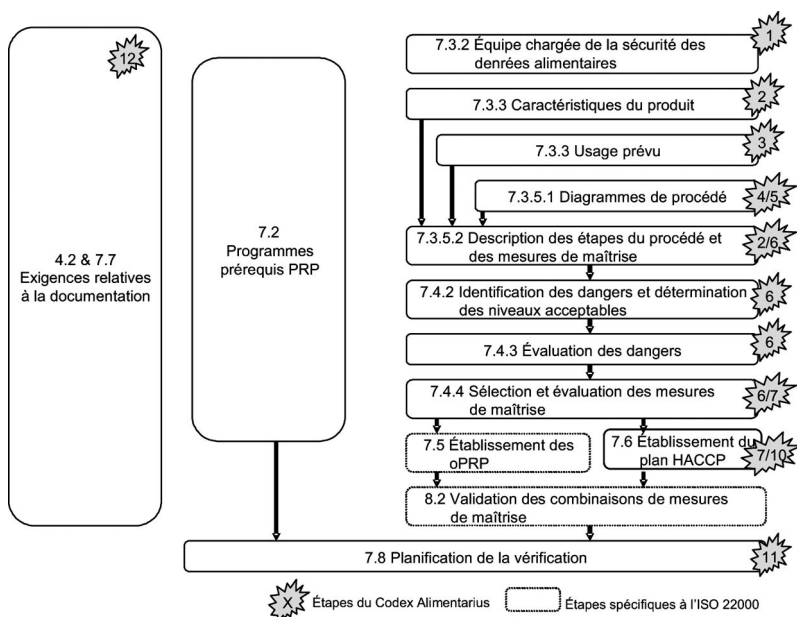 12
4.2 & 7.7
Exigences relatives
à la documentation
7.2
Programmes
prérequis PRP
1
7.3.2 Équipe chargée de la sécurité des
denrées alimentaires
2
7.3.3 Caractéristiques du produit
3
7.3.3 Usage prévu
4/5
7.3.5.1 Diagrammes de procédé
7.3.5.2 Description des étapes du procédé et
des mesures de maîtrise
2/6
7.4.2 Identification des dangers et détermination
des niveaux acceptables
6
7.4.3 Évaluation des dangers
6
7.4.4 Sélection et évaluation des mesures
de maîtrise
6/7
7.5 Établissement des
oPRP
7.6 Établissement du
plan HACCP
7/10
8.2 Validation des combinaisons de mesures
de maîtrise
7.8 Planification de la vérification
11
X
Étapes du Codex Alimentarius
Étapes spécifiques à l'ISO 22000